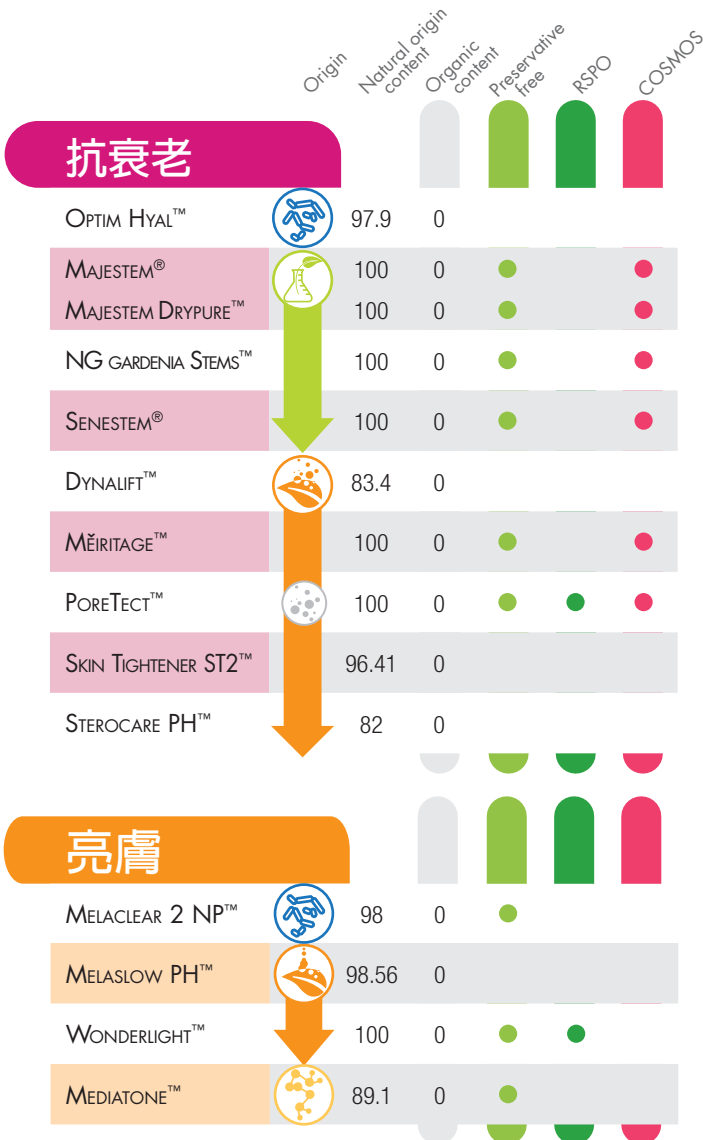 Origin
Natural origin
content
Organic
content
Preservative
free
RSPO
COSMOS
抗衰老
Optim Hyal™ 97.9 0
Majestem® 100 0
Majestem Drypure™ 100 0
NG gardenia Stems™ 100 0
Senestem® 100 0
Dynalift™ 83.4 0
Měiritage™ 100 0
PoreTect™ 100 0
Skin Tightener ST2™ 96.41 0
Sterocare PH™ 82 0
亮膚
Melaclear 2 NP™ 98 0
Melaslow PH™ 98.56 0
Wonderlight™ 100 0
Mediatone™ 89.1 0